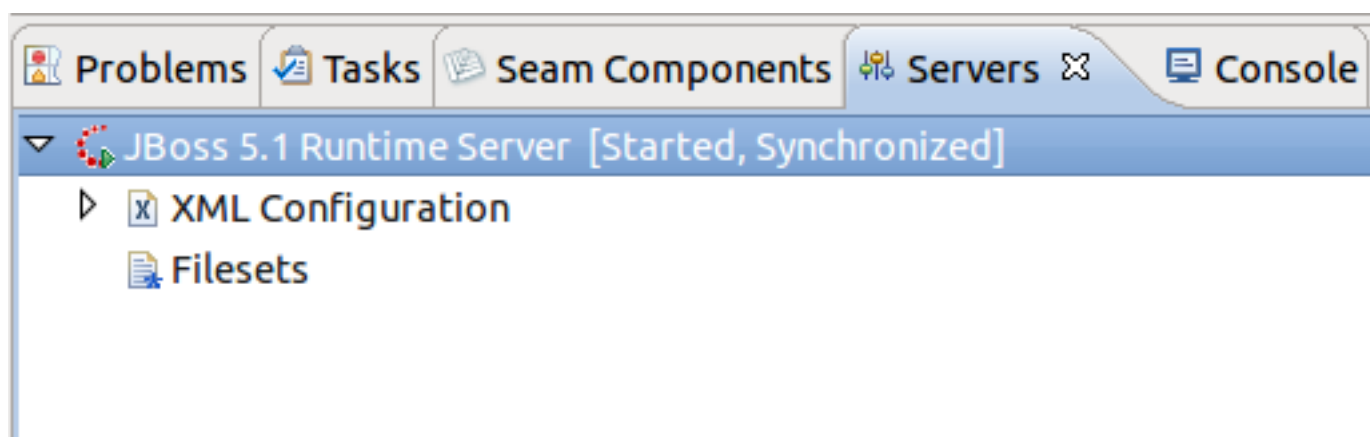 Problems Tasks Seam Components Servers Console
JBoss 5.1 Runtime Server [Started, Synchronized]
XML Configuration
Filesets